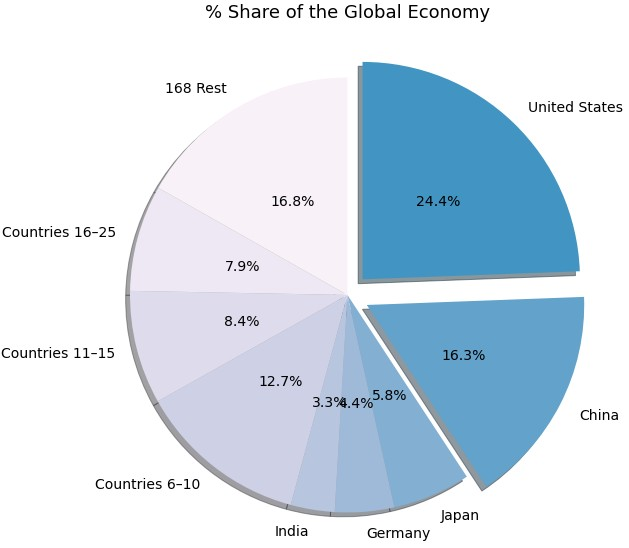 % Share of the Global Economy
168 Rest
United States
16.8%
24.4%
Countries 16–25
7.9%
8.4%
16.3%
Countries 11–15
12.7%
3.3%
4.4%
5.8%
China
Countries 6–10
India
Germany
Japan